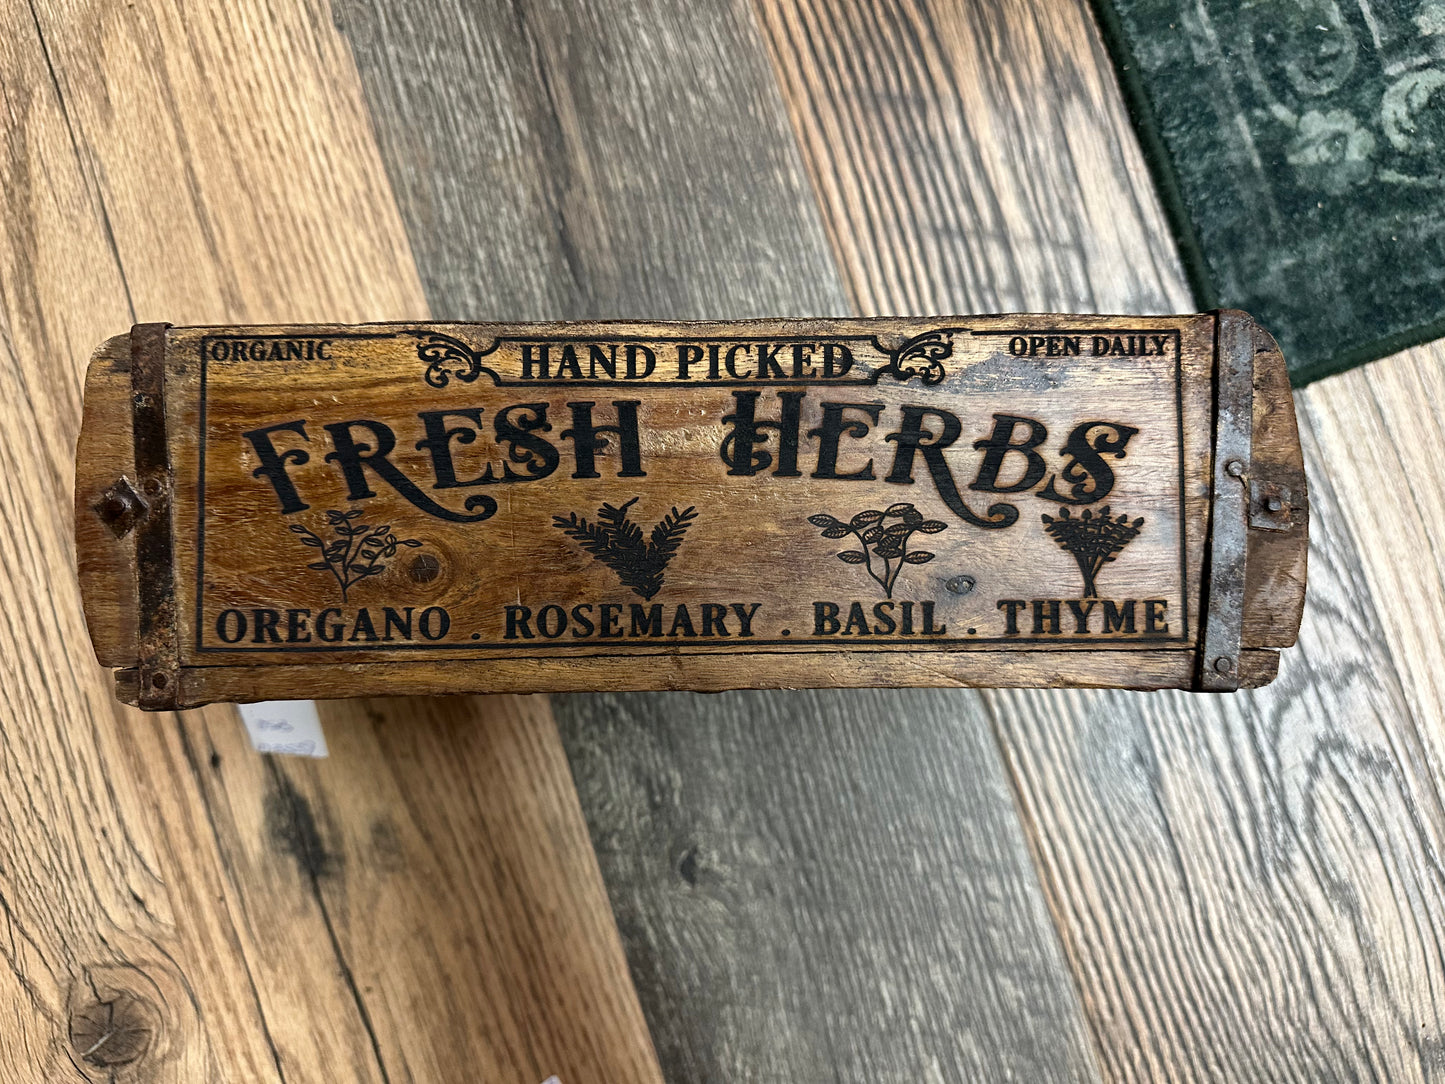 ORGANIC
HAND PICKED
OPEN DAILY
FRESH HERBS
OREGANO . ROSEMARY . BASIL . THYME